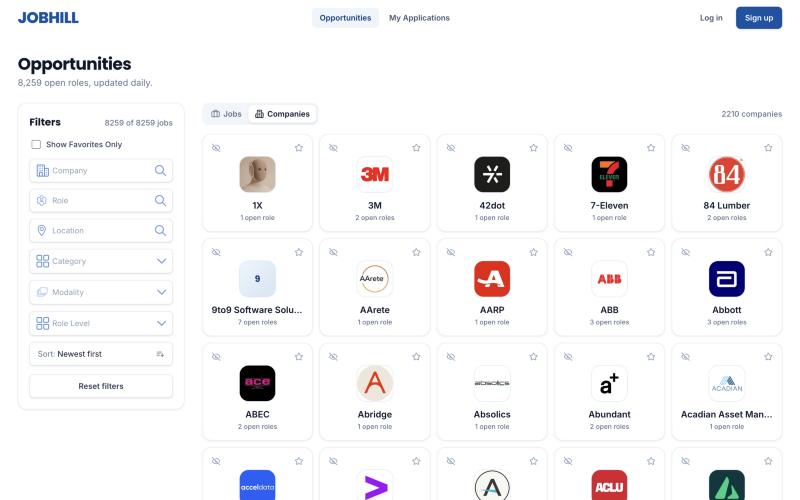 JOBHILL
Opportunities
My Applications
Log in
Sign up
Opportunities
8,259 open roles, updated daily.
Filters
8259 of 8259 jobs
Show Favorites Only
Company
Role
Location
Category
Modality
Role Level
Sort: Newest first
Reset filters
Jobs
Companies
2210 companies
1X
1 open role
3M
3M
2 open roles
42dot
1 open role
7
ELEVEN
7-Eleven
1 open role
84
84 Lumber
2 open roles
9
9to9 Software Solu...
7 open roles
AArete
AArete
1 open role
AARP
1 open role
ABB
ABB
3 open roles
Abbott
3 open roles
ace
ABEC
2 open roles
A
Abridge
1 open role
absolics
Absolics
1 open role
a+
Abundant
2 open roles
ACADIAN
Acadian Asset Man...
1 open role
acceldata
A
ACLU